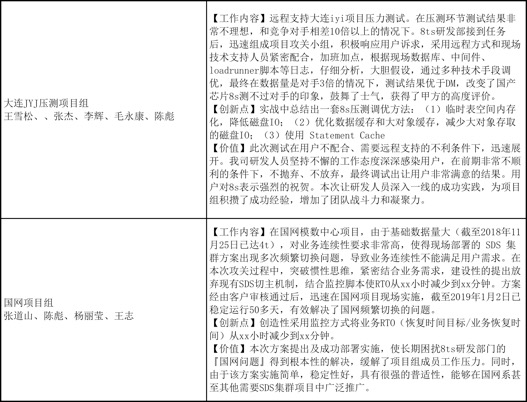 大连JYJ压测项目组
王雪松、、张杰、李辉、毛永康、陈彪
【工作内容】远程支持大连iyi项目压力测试。在压测环节测试结果非
常不理想，和竞争对手相差10倍以上的情况下。8ts研发部接到任务
后，迅速组成项目攻关小组，积极响应用户诉求，采用远程方式和现场
技术支持人员紧密配合，加班加点，根据现场数据库、中间件、
loadrunner脚本等日志，仔细分析，大胆假设，通过多种技术手段调
优，最终在数据量是对手3倍的情况下，测试结果优于DM，改变了国产
芯片8s测不过对手的印象，鼓舞了士气，获得了甲方的高度评价。
【创新点】实战中总结出一套8s压测调优方法；（1）临时表空间内存
化，降低磁盘IO；（2）优化数据缓存和大对象缓存，减少大对象存取
的磁盘IO；（3）使用 Statement Cache
【价值】此次测试在用户不配合、需要远程支持的不利条件下，迅速展
开。我司研发人员坚持不懈的工作态度深深感染用户，在前期非常不顺
利的条件下，不抛弃、不放弃，最终调试出让用户非常满意的结果。用
户对8s表示强烈的祝贺。本次让研发人员深入一线的成功实践，为项目
组积攒了成功经验，增加了团队战斗力和凝聚力。
国网项目组
张道山、陈彪、杨丽莹、王志
【工作内容】在国网模数中心项目，由于基础数据量大（截至2018年11
月25日已达4t），对业务连续性要求非常高，使得现场部署的 SDS 集
群方案出现多次频繁切换问题，导致业务连续性不能满足用户需求。在
本次攻关过程中，突破惯性思维，紧密结合业务需求，建设性的提出放
弃现有SDS切主机制，结合监控脚本使RTO从xx小时减少到xx分钟。方案
经由客户审核通过后，迅速在国网项目现场实施，截至2019年1月2日已
稳定运行50多天，有效解决了国网频繁切换的问题。
【创新点】创造性采用监控方式将业务RTO（恢复时间目标/业务恢复时
间）从xx小时减少到xx分钟。
【价值】本次方案提出及成功部署实施，使长期困扰8ts研发部门的
『国网问题』得到根本性的解决，缓解了项目组成员工作压力。同时，
由于该方案实施简单，稳定性好，具有很强的普适性，能够在国网系甚
至其他需要SDS集群项目中广泛推广。